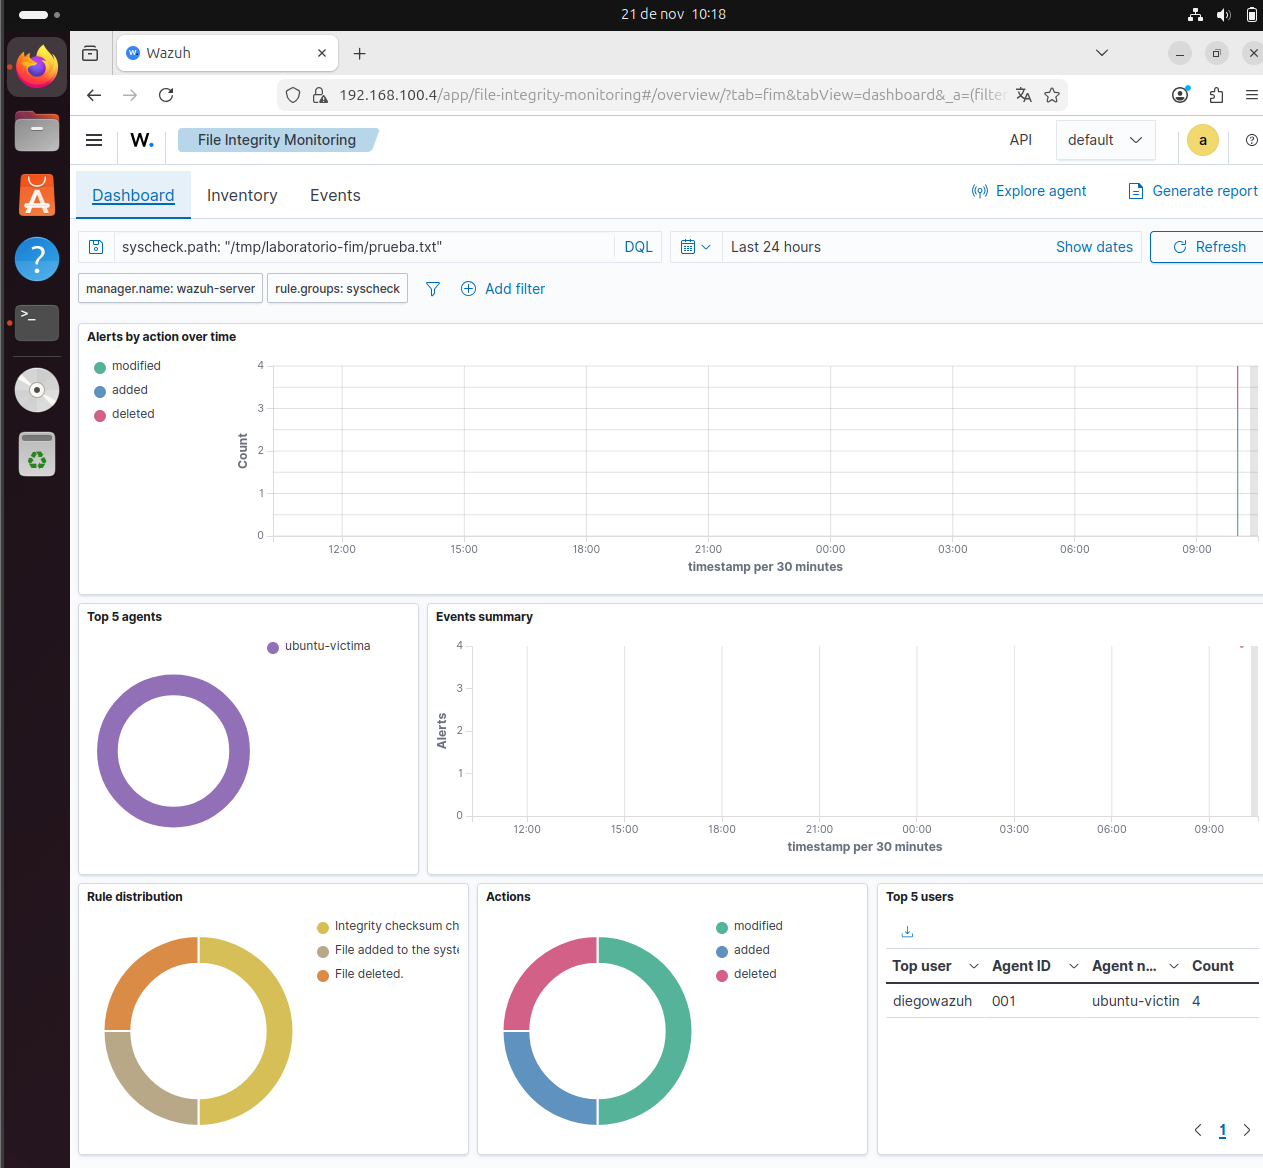 21 de nov 10:18
Wazuh
192.168.100.4/app/file-integrity-monitoring#/overview/?tab=fim&tabView=dashboard&_a=(filter
W.
File Integrity Monitoring
API
default
a
Dashboard
Inventory
Events
Explore agent
Generate report
syscheck.path: "/tmp/laboratorio-fim/prueba.txt"
DQL
Last 24 hours
Show dates
Refresh
manager.name: wazuh-server
rule.groups: syscheck
Add filter
Alerts by action over time
modified
added
deleted
Count
4
3
2
1
0
12:00 15:00 18:00 21:00 00:00 03:00 06:00 09:00
timestamp per 30 minutes
Top 5 agents
ubuntu-victima
Events summary
Alerts
4
3
2
1
0
12:00 15:00 18:00 21:00 00:00 03:00 06:00 09:00
timestamp per 30 minutes
Rule distribution
Integrity checksum ch
File added to the syste
File deleted.
Actions
modified
added
deleted
Top 5 users
Top user Agent ID Agent n... Count
diegowazuh 001 ubuntu-victin 4
1